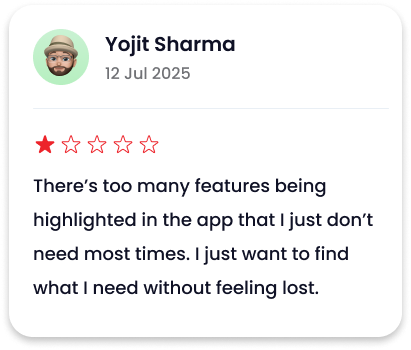 Yojit Sharma
12 Jul 2025
There’s too many features being
highlighted in the app that I just don’t
need most times. I just want to find
what I need without feeling lost.